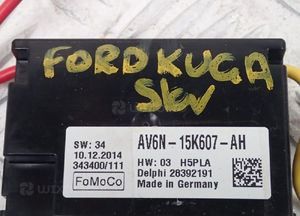 FORD KUGA
SKV
SW: 34
10.12.2014
343400/111
FoMoCo
AV6N-15K607-AH
HW: 03 H5PLA
Delphi 28392191
Made in Germany